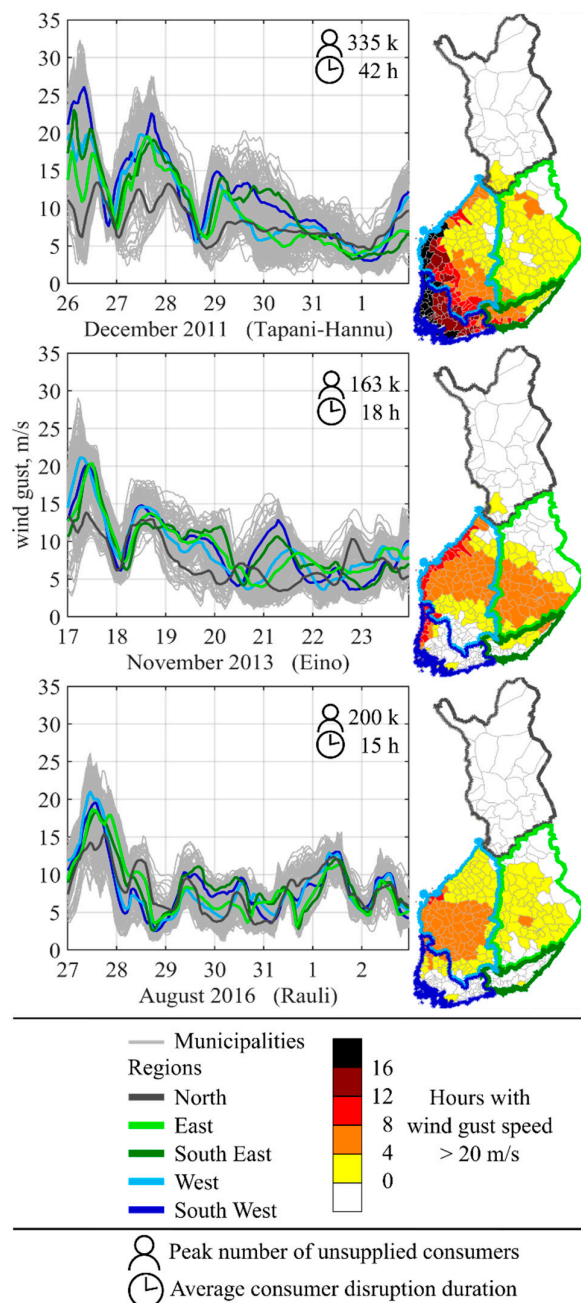 35
30
25
20
15
10
5
0
335 k
42 h
26 27 28 29 30 31 1
December 2011 (Tapani-Hannu)
wind gust, m/s
35
30
25
20
15
10
5
0
163 k
18 h
17 18 19 20 21 22 23
November 2013 (Eino)
35
30
25
20
15
10
5
0
200 k
15 h
27 28 29 30 31 1 2
August 2016 (Rauli)
Municipalities
Regions
North
East
South East
West
South West
16
12
8
4
0
Hours with
wind gust speed
> 20 m/s
Peak number of unsupplied consumers
Average consumer disruption duration